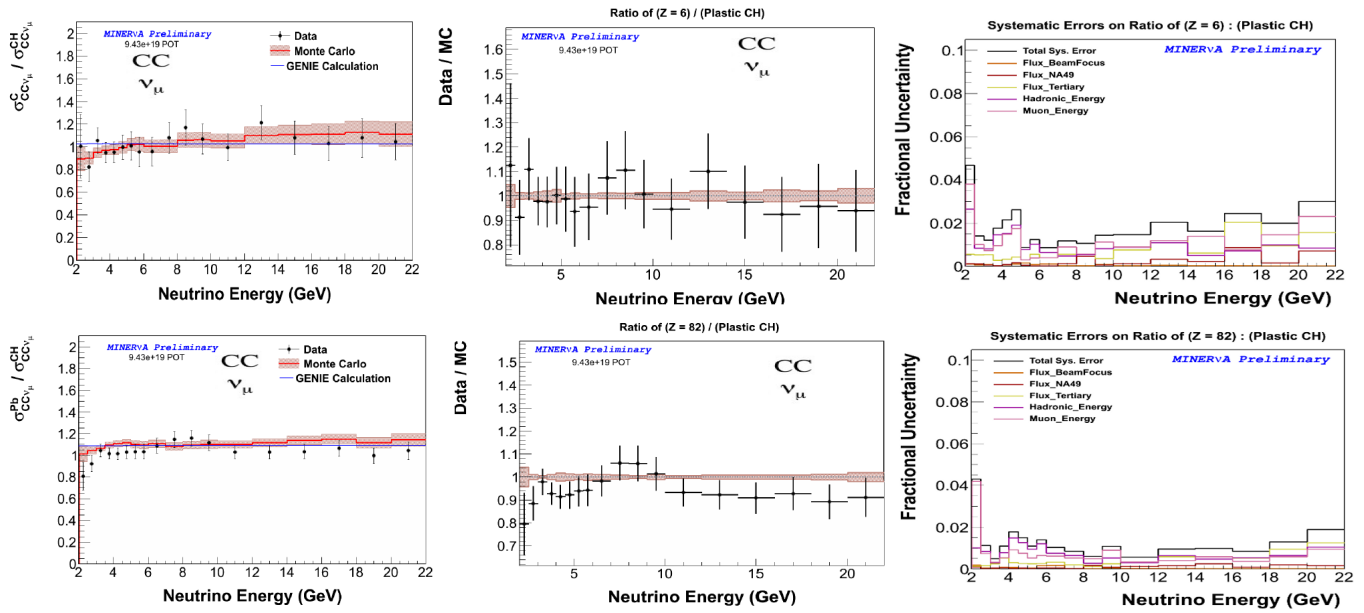 MINERνA Preliminary
9.43e+19 POT
CC
νμ
Data
Monte Carlo
GENIE Calculation
σ^C_CCνμ / σ^CH_CCνμ
2
1.8
1.6
1.4
1.2
1
0.8
0.6
0.4
0.2
0
2 4 6 8 10 12 14 16 18 20 22
Neutrino Energy (GeV)
Ratio of (Z = 6) / (Plastic CH)
MINERνA Preliminary
9.43e+19 POT
CC
νμ
Data / MC
1.6
1.5
1.4
1.3
1.2
1.1
1
0.9
0.8
5 10 15 20
Neutrino Energy (GeV)
Systematic Errors on Ratio of (Z = 6) : (Plastic CH)
MINERνA Preliminary
Total Sys. Error
Flux_BeamFocus
Flux_NA49
Flux_Tertiary
Hadronic_Energy
Muon_Energy
Fractional Uncertainty
0.1
0.08
0.06
0.04
0.02
0
2 4 6 8 10 12 14 16 18 20 22
Neutrino Energy (GeV)
MINERνA Preliminary
9.43e+19 POT
CC
νμ
Data
Monte Carlo
GENIE Calculation
σ^Pb_CCνμ / σ^CH_CCνμ
2
1.8
1.6
1.4
1.2
1
0.8
0.6
0.4
0.2
0
2 4 6 8 10 12 14 16 18 20 22
Neutrino Energy (GeV)
Ratio of (Z = 82) / (Plastic CH)
MINERνA Preliminary
9.43e+19 POT
CC
νμ
Data / MC
1.5
1.4
1.3
1.2
1.1
1
0.9
0.8
0.7
5 10 15 20
Neutrino Energy (GeV)
Systematic Errors on Ratio of (Z = 82) : (Plastic CH)
MINERνA Preliminary
Total Sys. Error
Flux_BeamFocus
Flux_NA49
Flux_Tertiary
Hadronic_Energy
Muon_Energy
Fractional Uncertainty
0.1
0.08
0.06
0.04
0.02
0
2 4 6 8 10 12 14 16 18 20 22
Neutrino Energy (GeV)